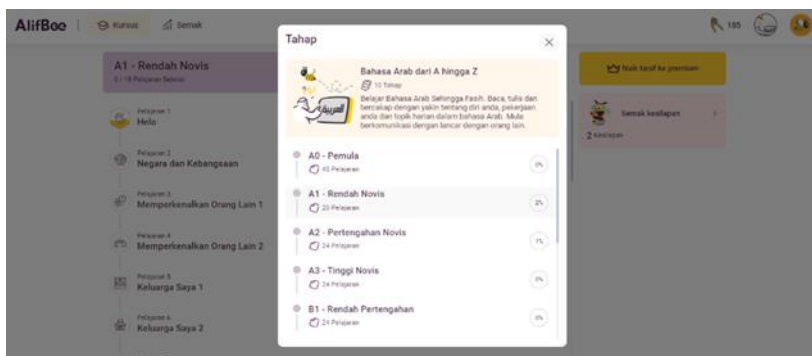 AlifBee
Kursus
Semak
185
A1 - Rendah Novis
Pelajaran 1
Helo
Pelajaran 2
Negara dan Kebangsaan
Pelajaran 3
Memperkenalkan Orang Lain 1
Pelajaran 4
Memperkenalkan Orang Lain 2
Pelajaran 5
Keluarga Saya 1
Pelajaran 6
Keluarga Saya 2
Tahap
العربية
Bahasa Arab dari A hingga Z
10 Tahap
Belajar Bahasa Arab Sehingga Fasih. Baca, tulis dan
bercakap dengan yakin tentang diri anda, pekerjaan
anda dan topik harian dalam bahasa Arab. Mula
berkomunikasi dengan lancar dengan orang lain.
A0 - Pemula
45 Pelajaran
0%
A1 - Rendah Novis
20 Pelajaran
2%
A2 - Pertengahan Novis
24 Pelajaran
1%
A3 - Tinggi Novis
24 Pelajaran
0%
B1 - Rendah Pertengahan
24 Pelajaran
0%
Naik taraf ke premium
Semak kesilapan
2 Kesilapan